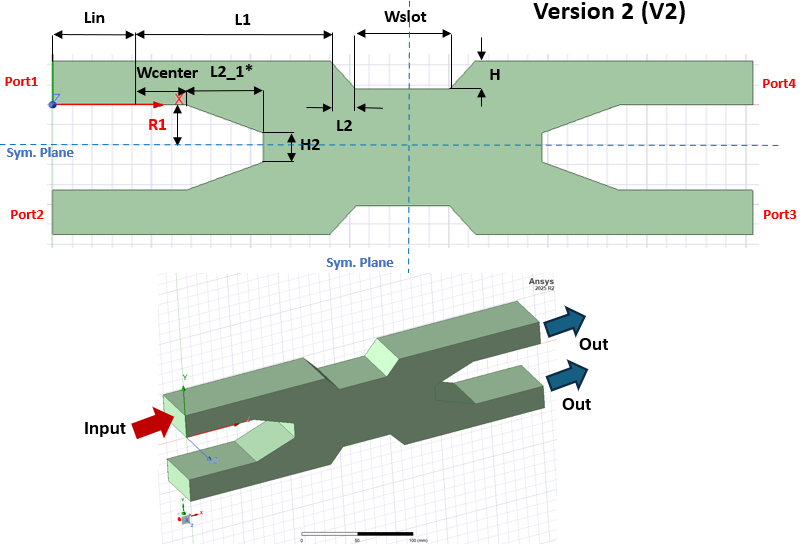 Version 2 (V2)
Lin
L1
Wslot
Wcenter
L2_1*
H
Port1
Port4
Z
X
R1
L2
H2
Sym. Plane
Port2
Port3
Sym. Plane
Ansys
2025 R2
Out
Out
Input
Y
0
50
100 (mm)